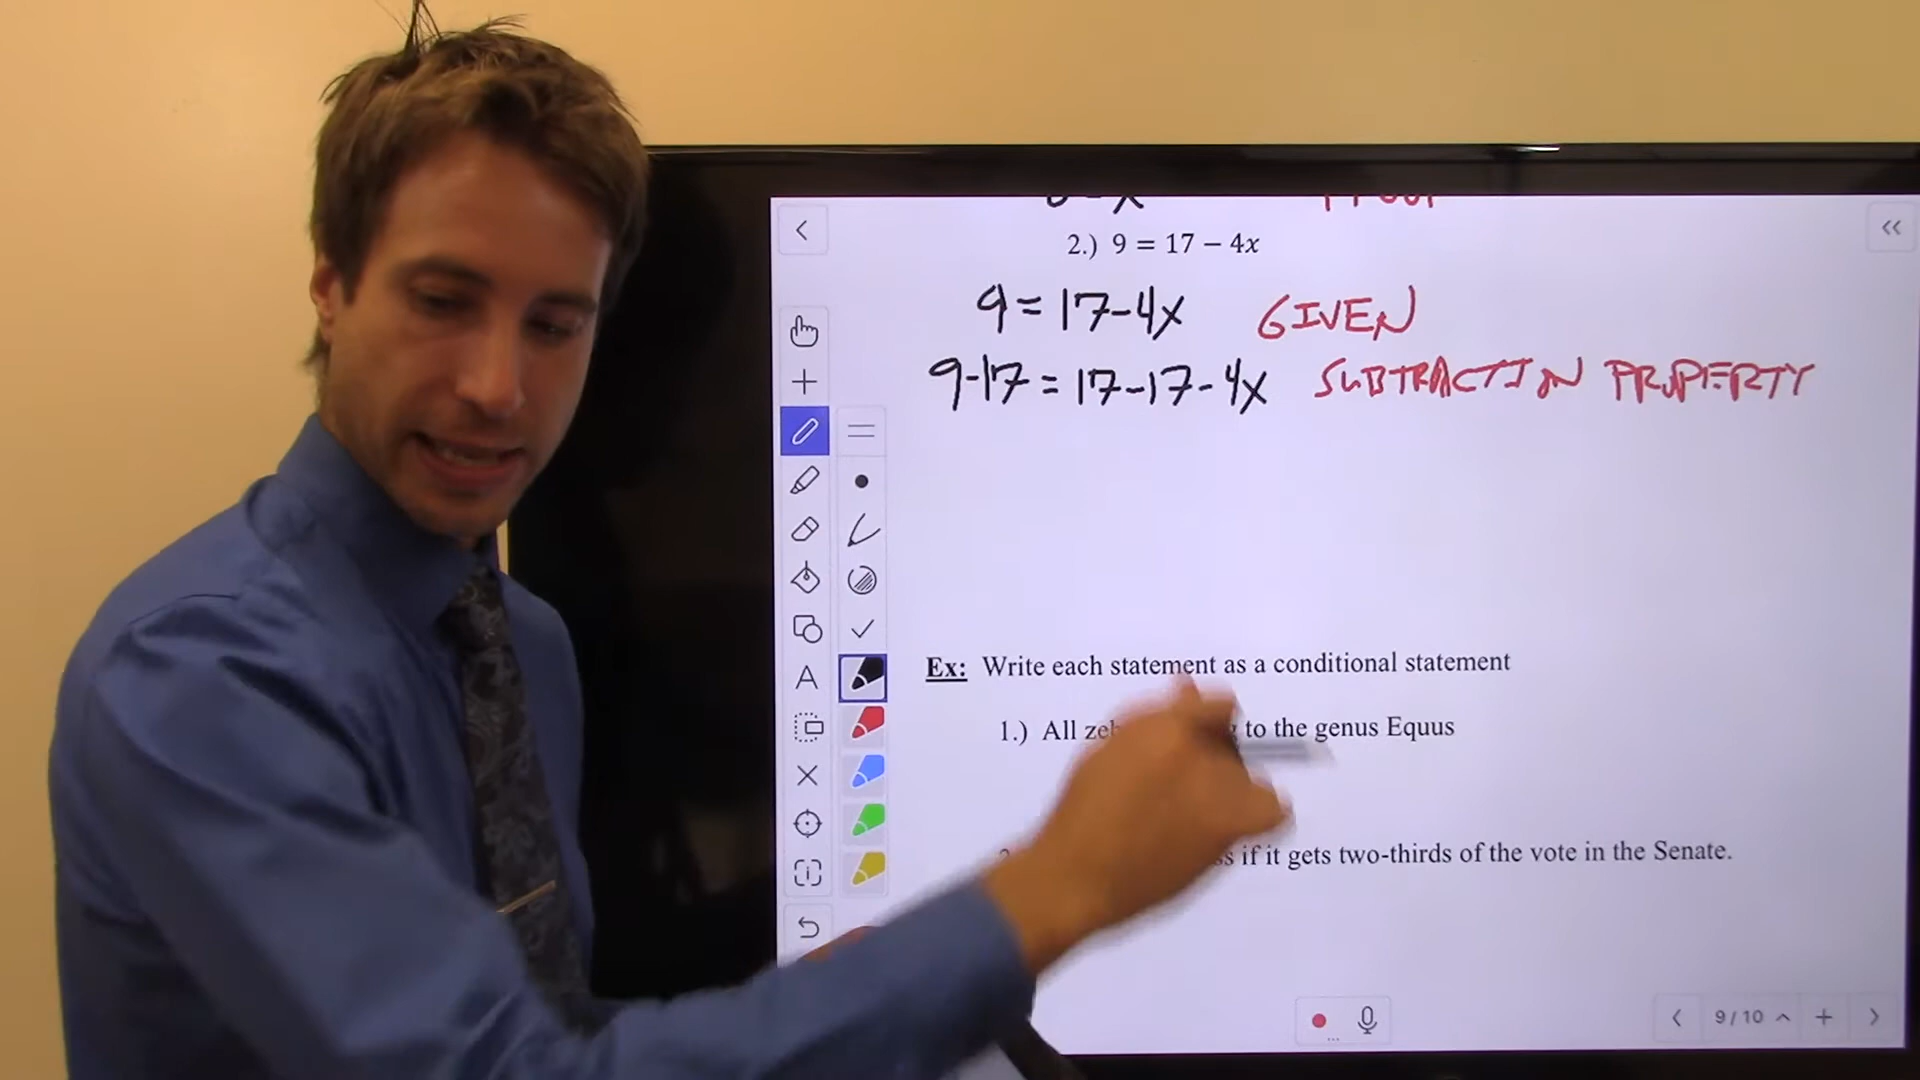 2.) 9 = 17 − 4x
9 = 17-4x GIVEN
9-17 = 17-17-4x SUBTRACTION PROPERTY
Ex: Write each statement as a conditional statement
1.) All to the genus Equus
if it gets two-thirds of the vote in the Senate.
9/10